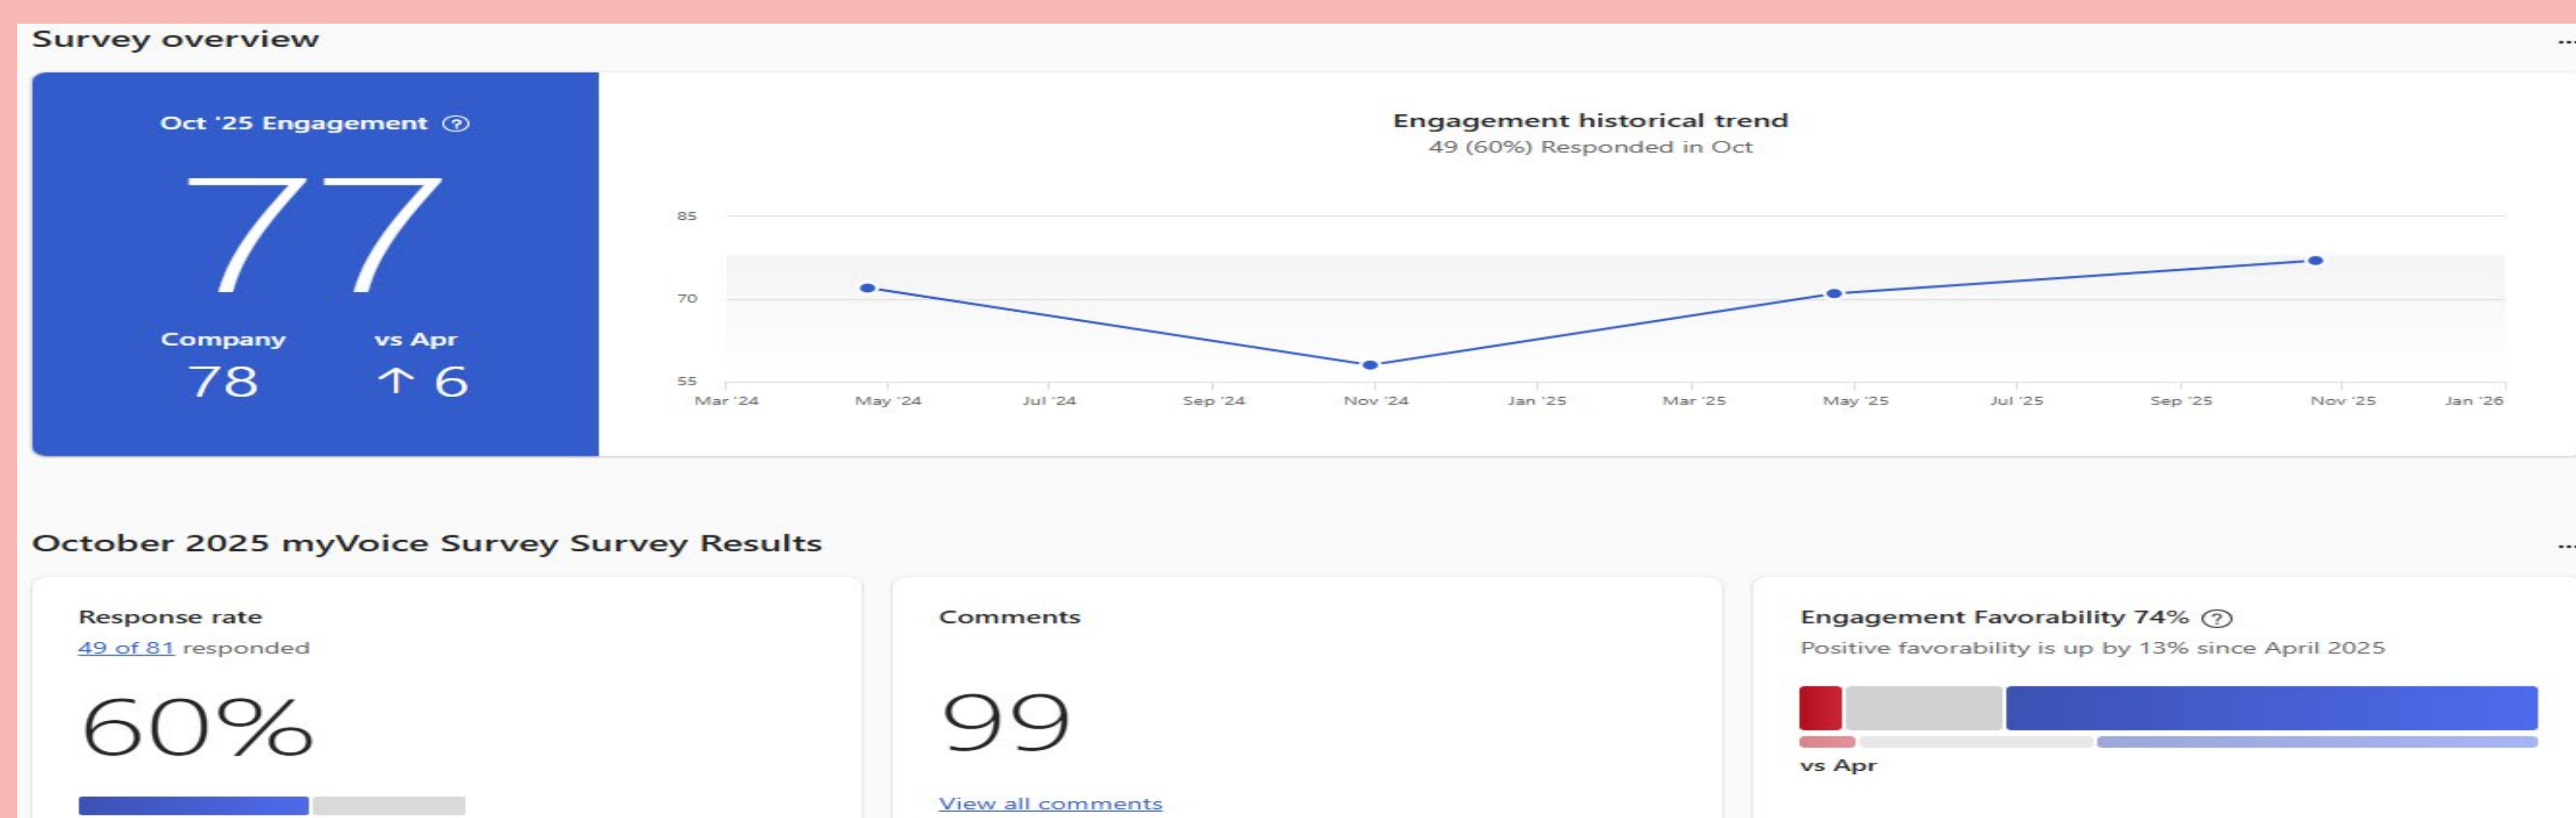 Survey overview
...
Oct '25 Engagement ?
77
Company
vs Apr
78
↑ 6
Engagement historical trend
49 (60%) Responded in Oct
85
70
55
Mar '24
May '24
Jul '24
Sep '24
Nov '24
Jan '25
Mar '25
May '25
Jul '25
Sep '25
Nov '25
Jan '26
October 2025 myVoice Survey Survey Results
...
Response rate
49 of 81 responded
60%
Comments
99
View all comments
Engagement Favorability 74% ?
Positive favorability is up by 13% since April 2025
vs Apr